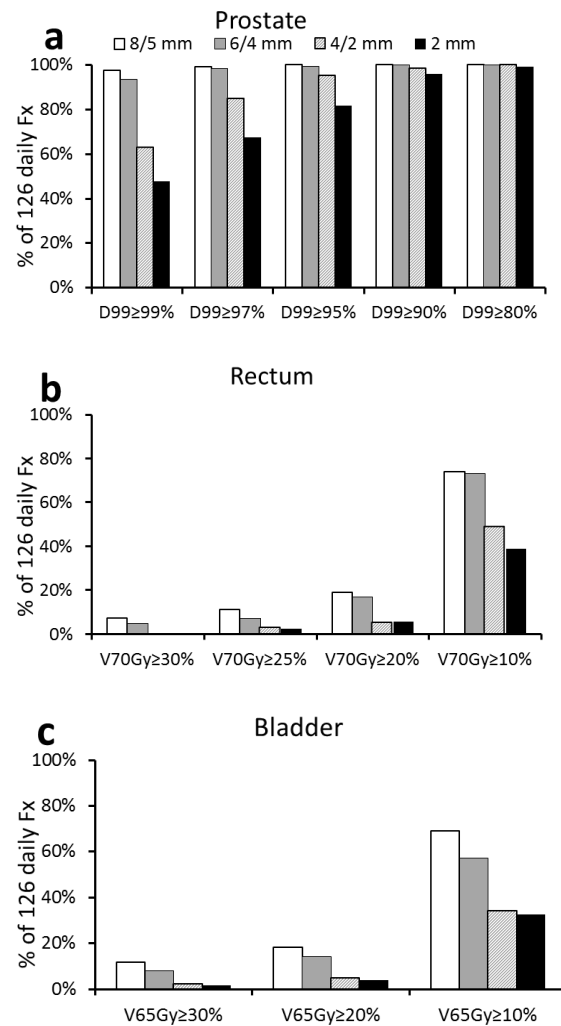 a
Prostate
8/5 mm 6/4 mm 4/2 mm 2 mm
% of 126 daily Fx
100%
80%
60%
40%
20%
0%
D99≥99% D99≥97% D99≥95% D99≥90% D99≥80%
b
Rectum
% of 126 daily Fx
100%
80%
60%
40%
20%
0%
V70Gy≥30% V70Gy≥25% V70Gy≥20% V70Gy≥10%
c
Bladder
% of 126 daily Fx
100%
80%
60%
40%
20%
0%
V65Gy≥30% V65Gy≥20% V65Gy≥10%